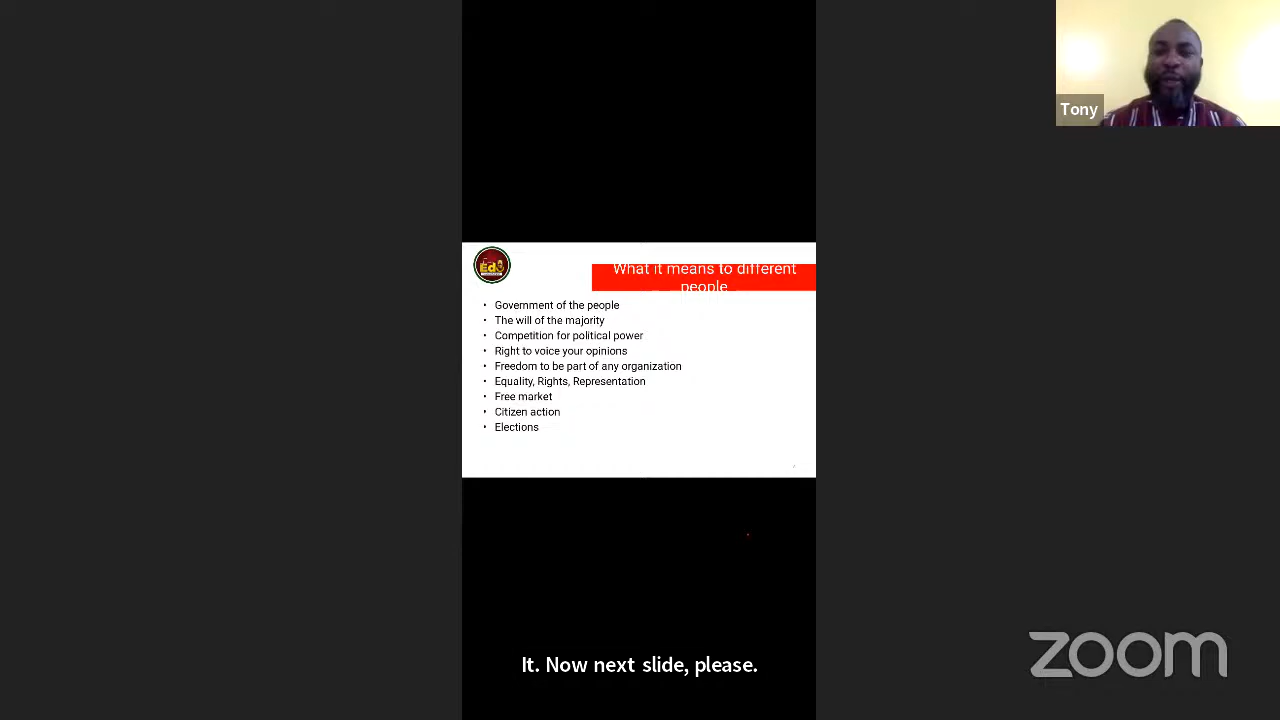 Tony
Edo
What it means to different
people
• Government of the people
• The will of the majority
• Competition for political power
• Right to voice your opinions
• Freedom to be part of any organization
• Equality, Rights, Representation
• Free market
• Citizen action
• Elections
It. Now next slide, please.
zoom